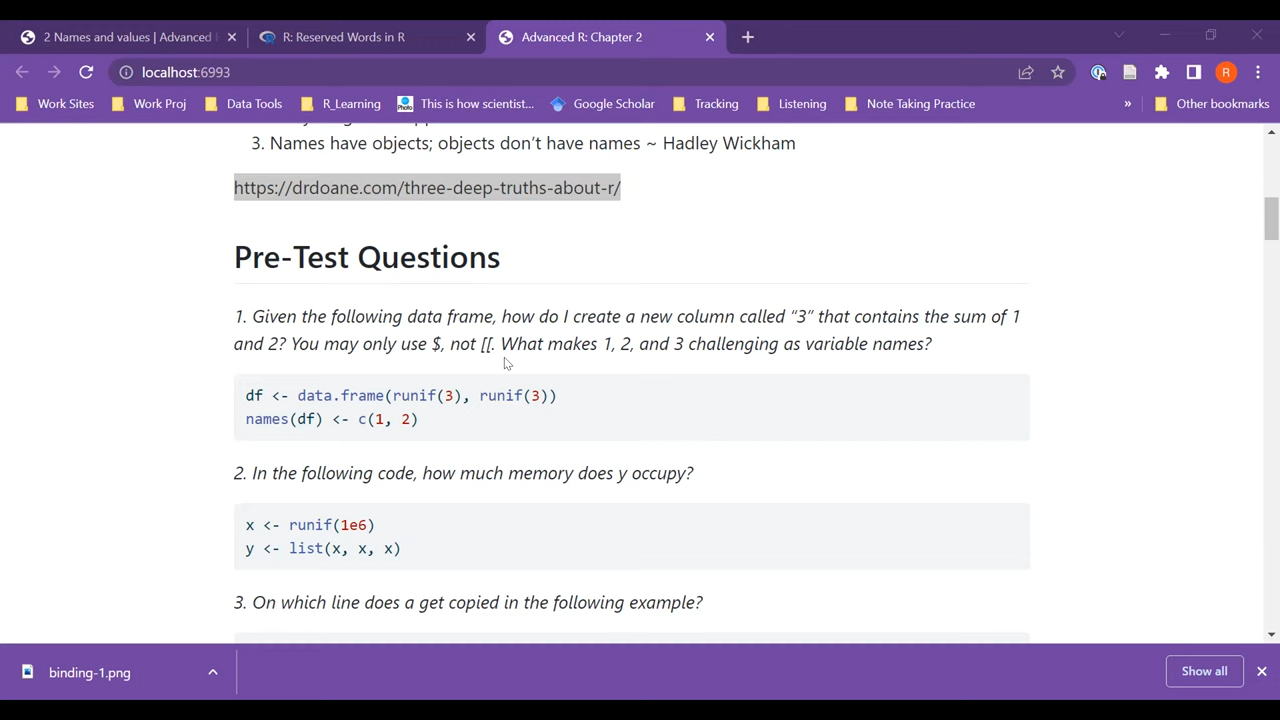 2 Names and values | Advanced
R: Reserved Words in R
Advanced R: Chapter 2
localhost:6993
R
Work Sites
Work Proj
Data Tools
R_Learning
Photo
This is how scientist...
Google Scholar
Tracking
Listening
Note Taking Practice
»
Other bookmarks
3. Names have objects; objects don’t have names ~ Hadley Wickham
https://drdoane.com/three-deep-truths-about-r/
Pre-Test Questions
1. Given the following data frame, how do I create a new column called “3” that contains the sum of 1
and 2? You may only use $, not [[. What makes 1, 2, and 3 challenging as variable names?
df <- data.frame(runif(3), runif(3))
names(df) <- c(1, 2)
2. In the following code, how much memory does y occupy?
x <- runif(1e6)
y <- list(x, x, x)
3. On which line does a get copied in the following example?
binding-1.png
Show all